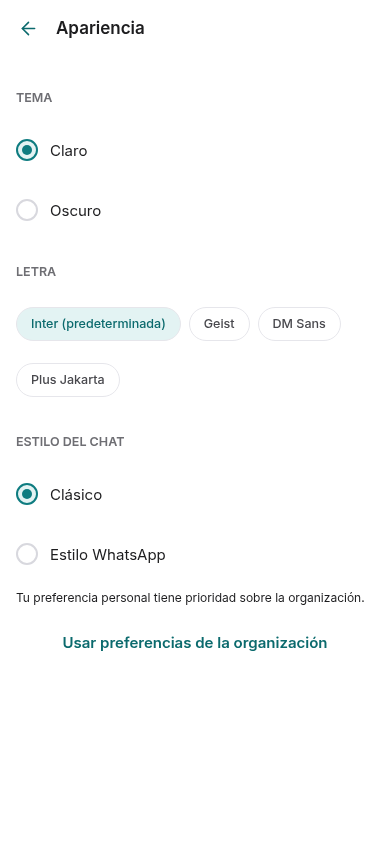 Apariencia
TEMA
Claro
Oscuro
LETRA
Inter (predeterminada) Geist DM Sans
Plus Jakarta
ESTILO DEL CHAT
Clásico
Estilo WhatsApp
Tu preferencia personal tiene prioridad sobre la organización.
Usar preferencias de la organización